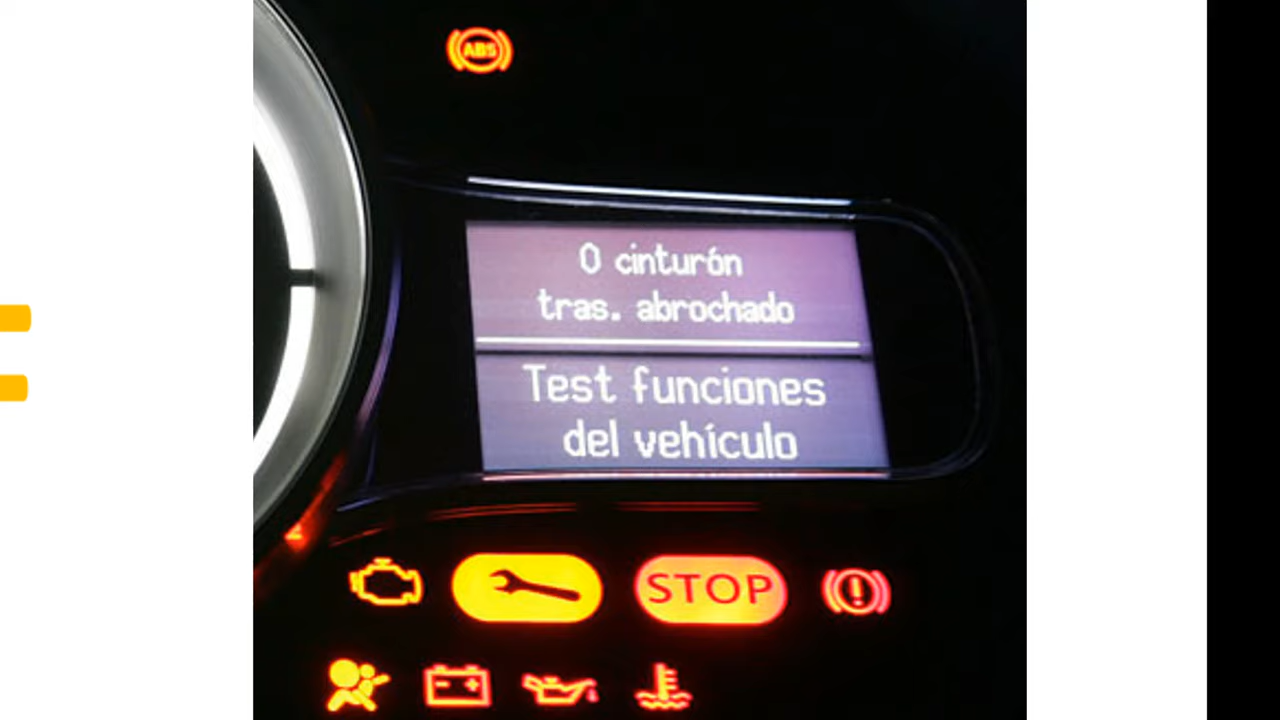 ABS
0 cinturón
tras. abrochado
Test funciones
del vehículo
STOP